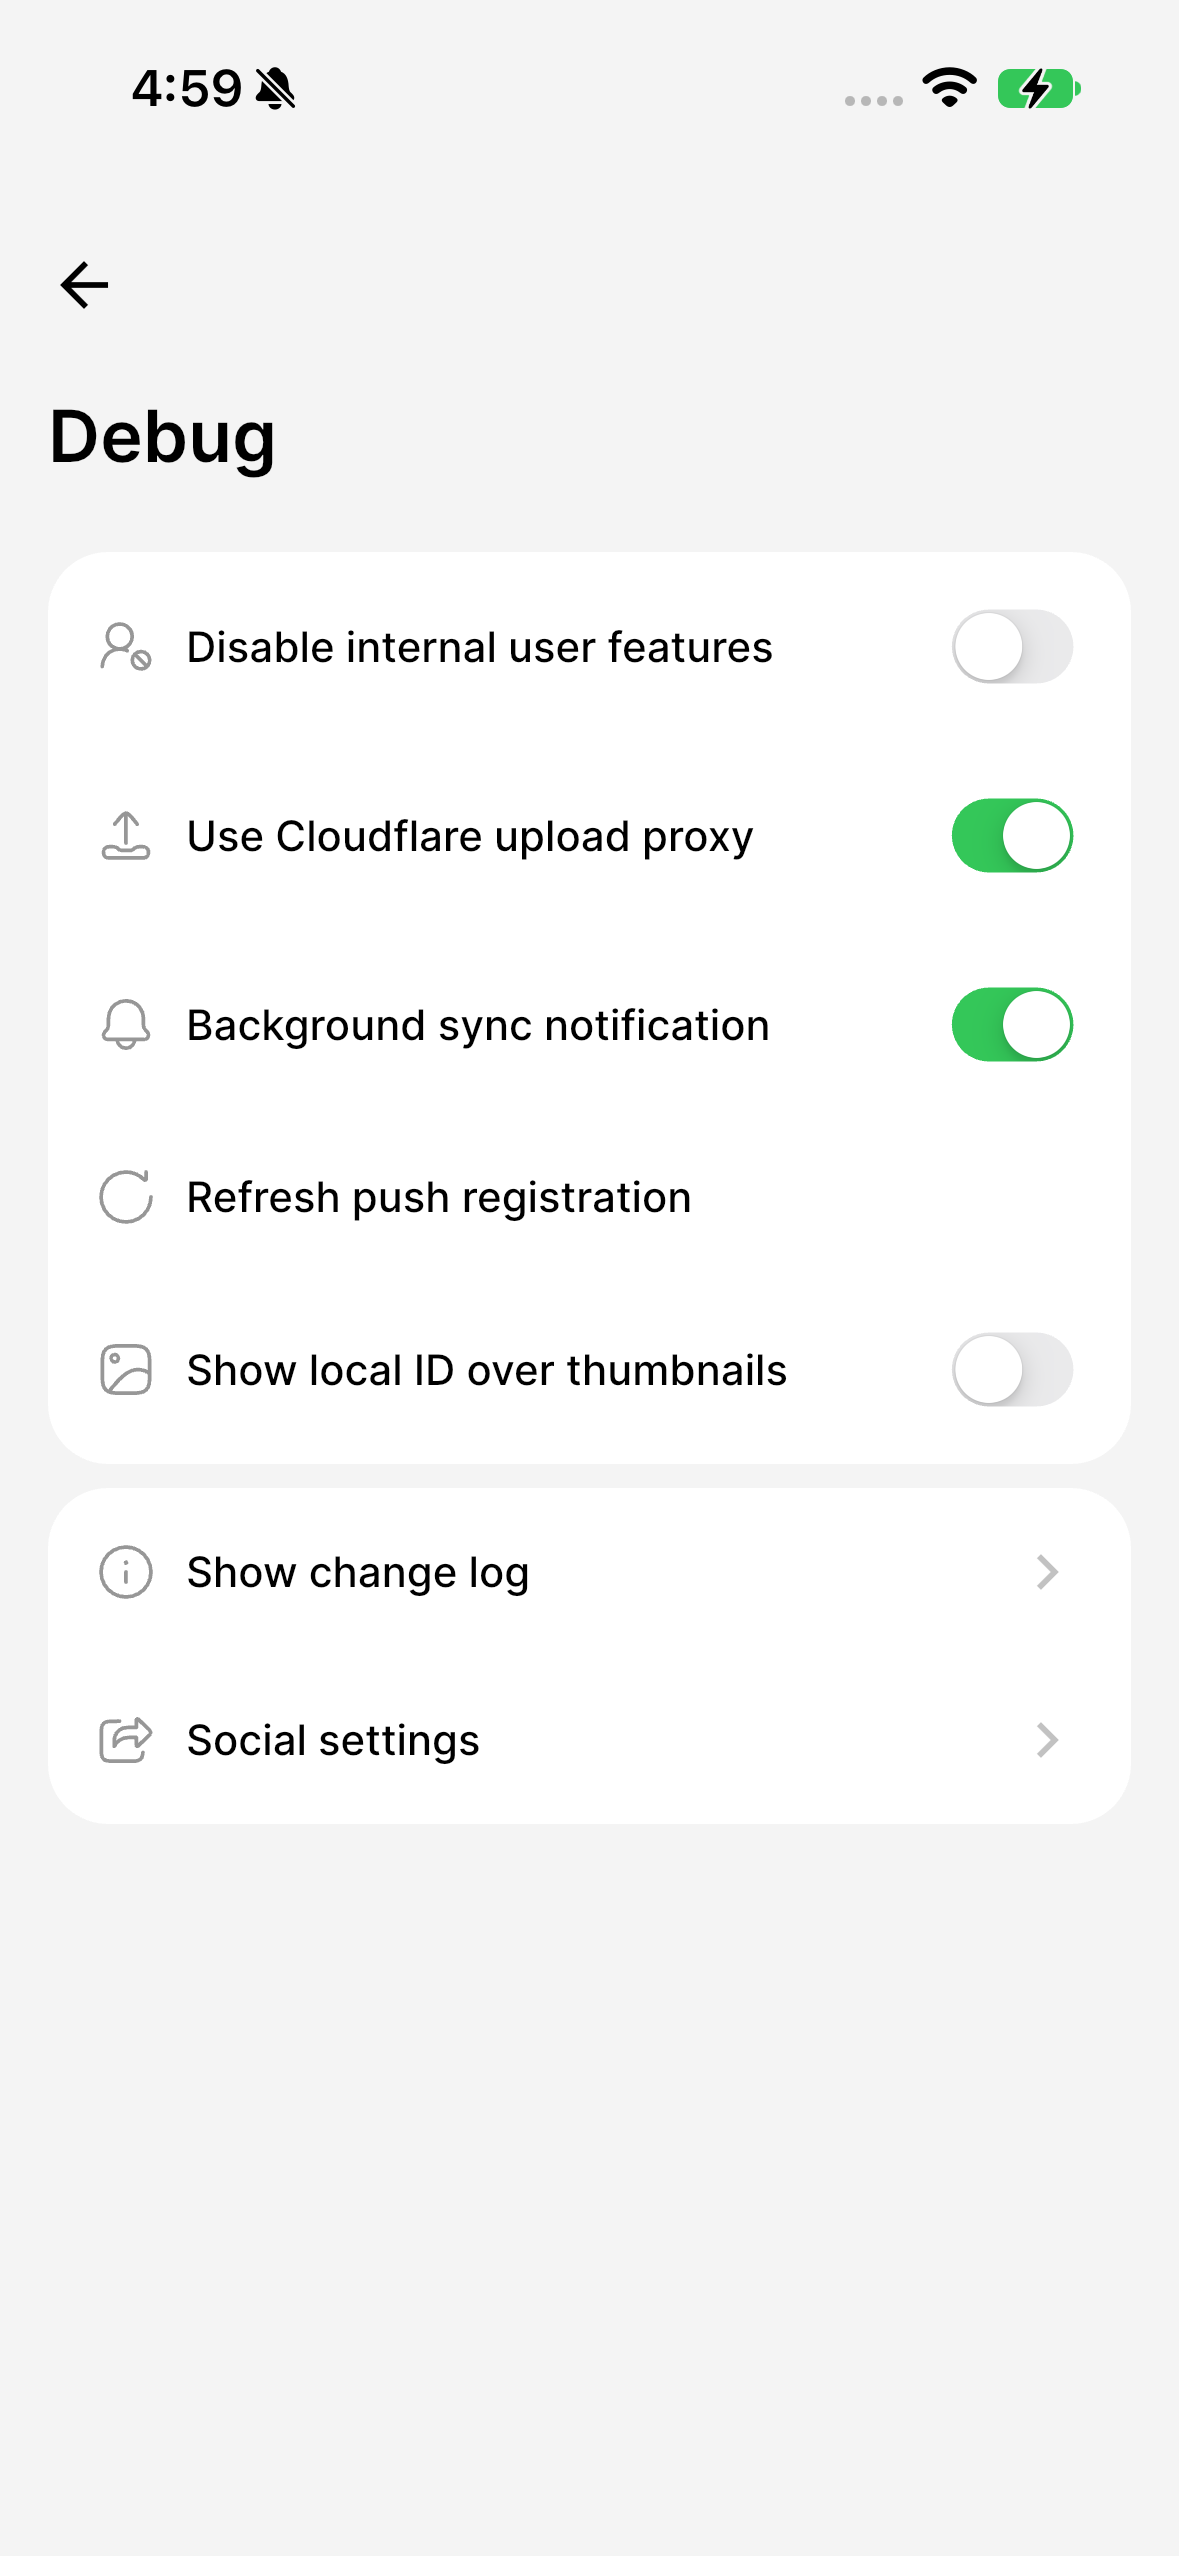 4:59
Debug
Disable internal user features
Use Cloudflare upload proxy
Background sync notification
Refresh push registration
Show local ID over thumbnails
Show change log
Social settings